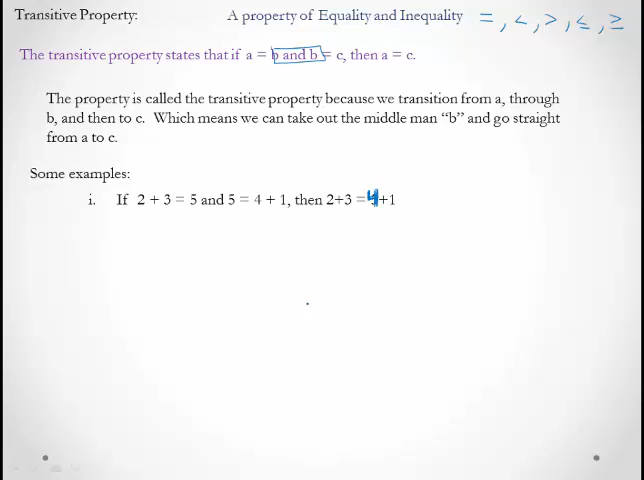 Transitive Property: A property of Equality and Inequality =, <, >, ≤, ≥
The transitive property states that if a = b and b = c, then a = c.
The property is called the transitive property because we transition from a, through
b, and then to c. Which means we can take out the middle man “b” and go straight
from a to c.
Some examples:
i. If 2 + 3 = 5 and 5 = 4 + 1, then 2+3 =4+1